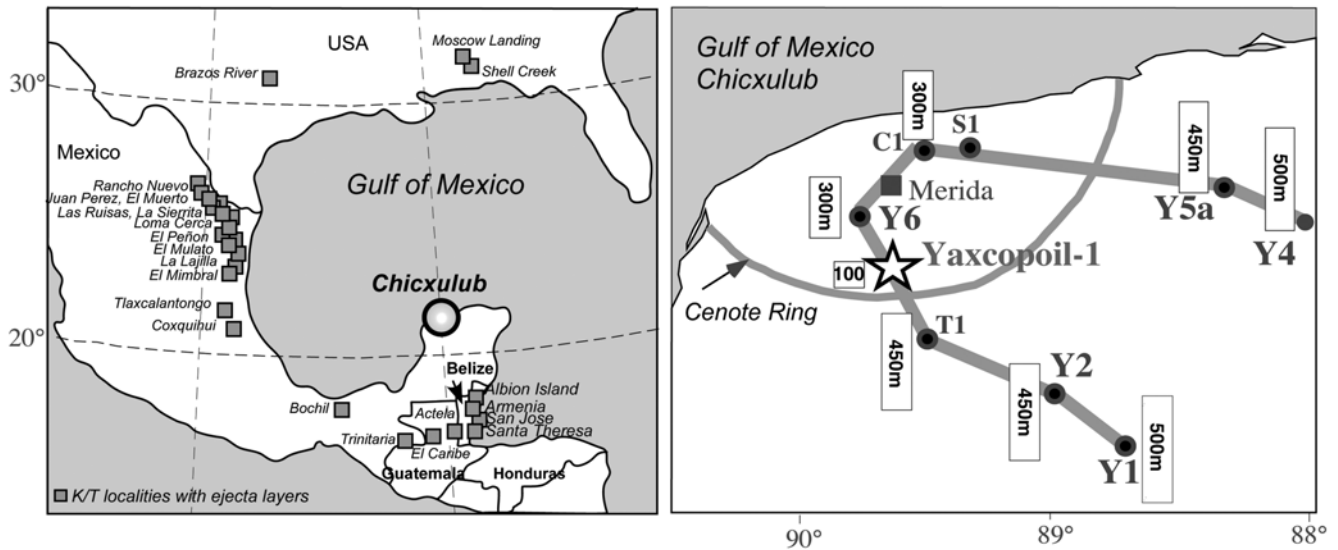 USA
Moscow Landing
Shell Creek
Brazos River
30°
Mexico
Rancho Nuevo
Juan Perez, El Muerto
Las Ruisas, La Sierrita
Loma Cerca
El Peñon
El Mulato
La Lajilla
El Mimbral
Tlaxcalantongo
Coxquihui
Gulf of Mexico
Chicxulub
20°
Belize
Albion Island
Armenia
San Jose
Santa Theresa
Actela
Bochil
Trinitaria
El Caribe
Guatemala
Honduras
K/T localities with ejecta layers
Gulf of Mexico
Chicxulub
300m
C1
S1
450m
500m
Merida
300m
Y6
Y5a
Y4
Yaxcopoil-1
100
Cenote Ring
T1
450m
Y2
450m
Y1
500m
90°
89°
88°